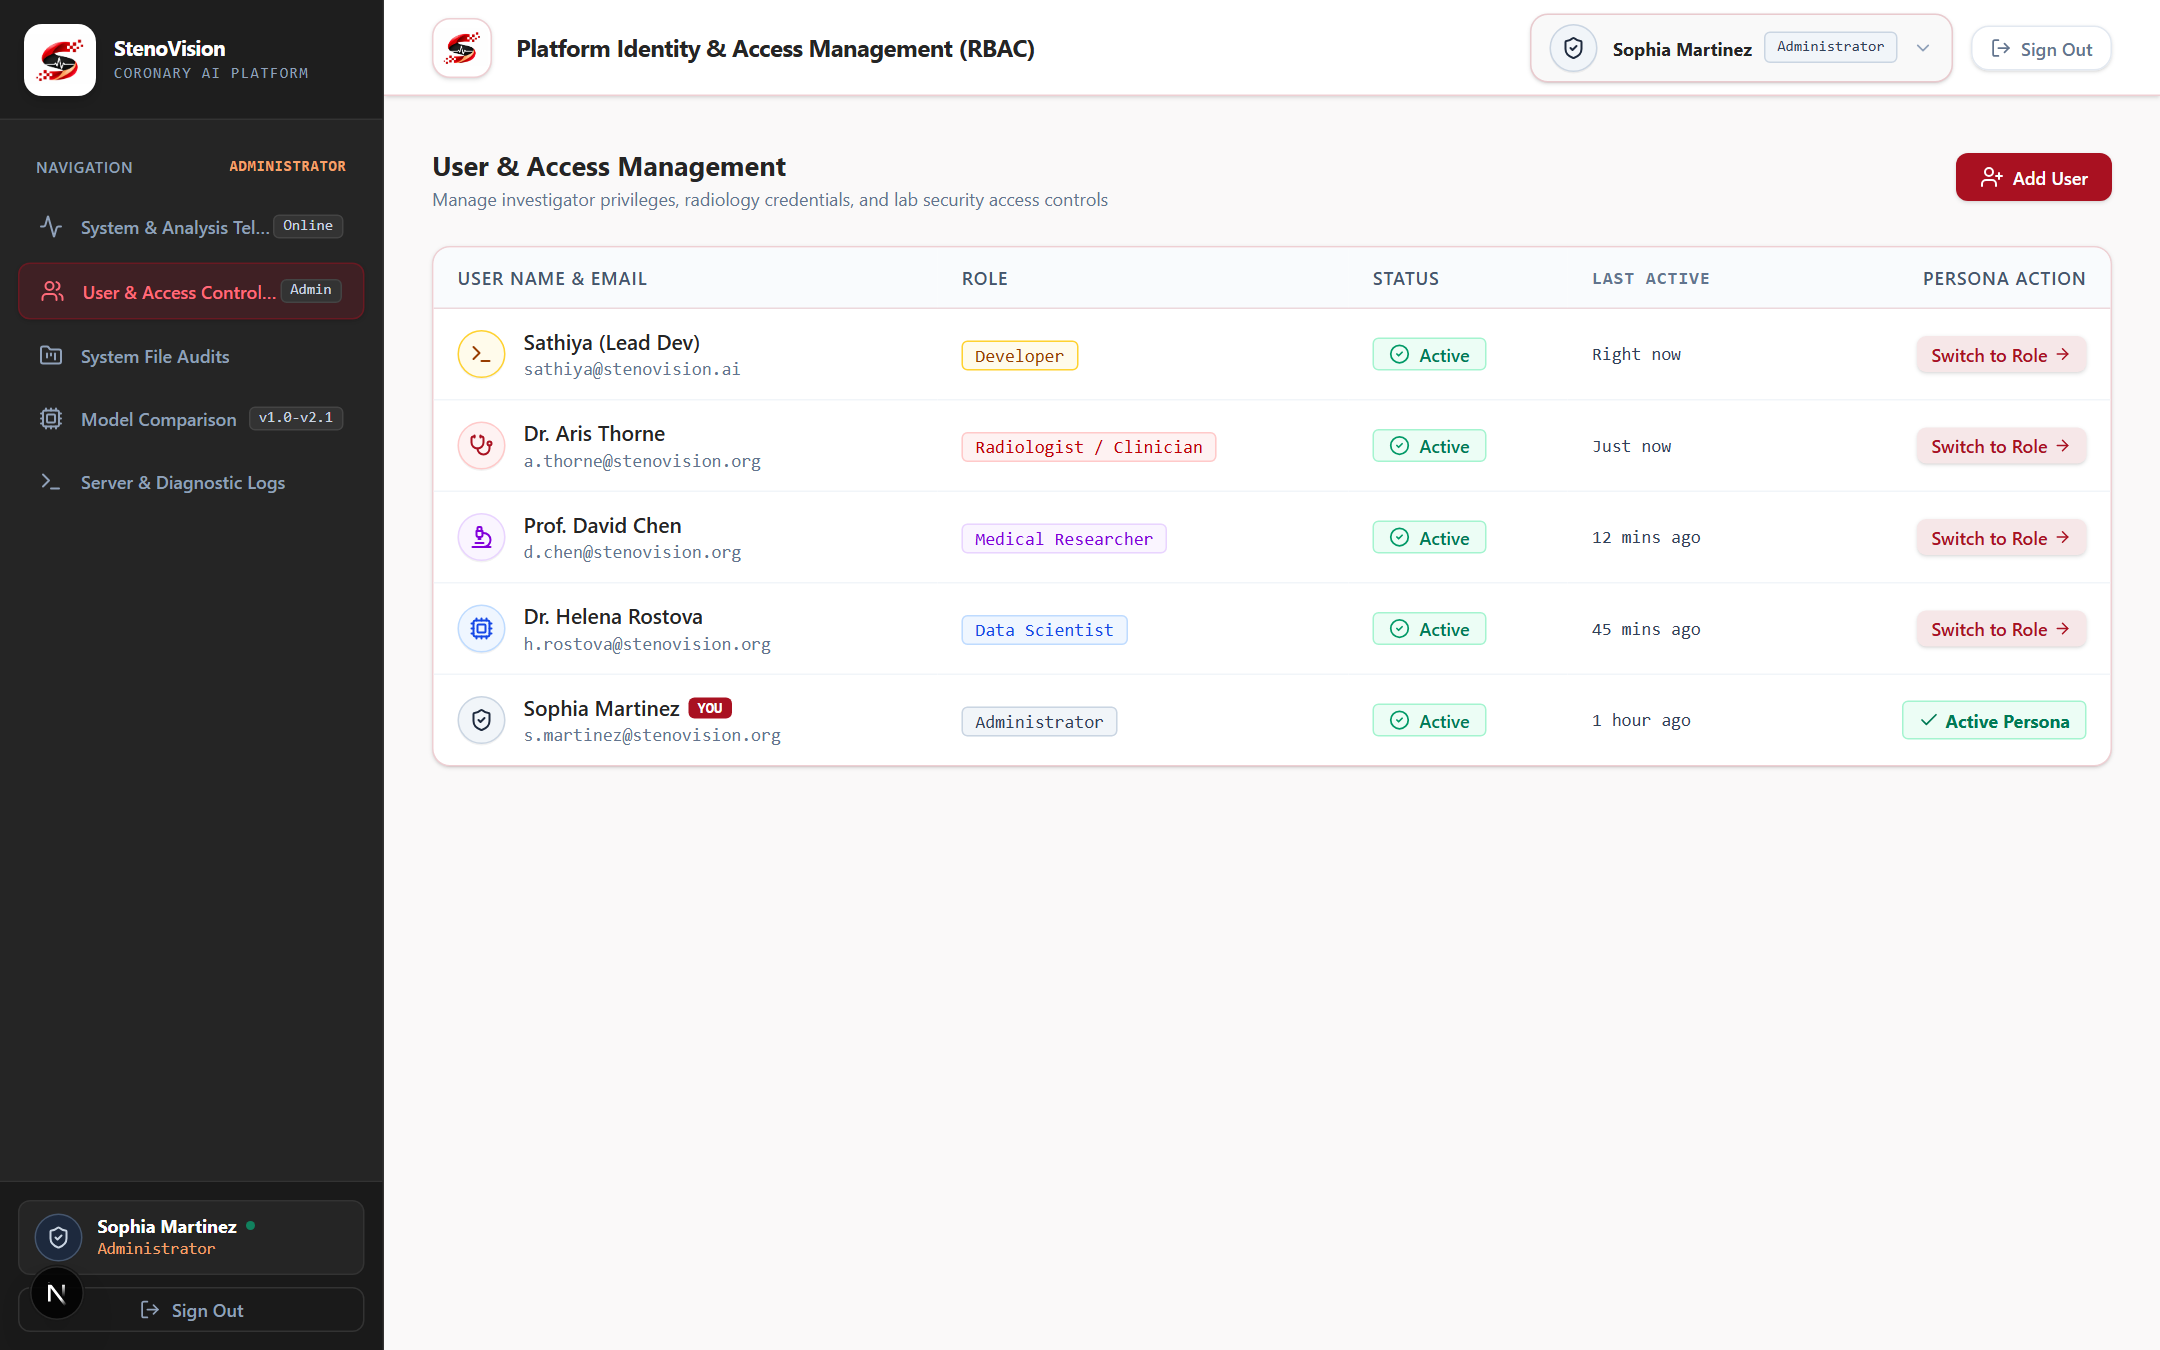 StenoVision
CORONARY AI PLATFORM
NAVIGATION ADMINISTRATOR
System & Analysis Tel... Online
User & Access Control... Admin
System File Audits
Model Comparison v1.0-v2.1
Server & Diagnostic Logs
Sophia Martinez
Administrator
N
Sign Out
Platform Identity & Access Management (RBAC)
Sophia Martinez Administrator
Sign Out
User & Access Management
Manage investigator privileges, radiology credentials, and lab security access controls
Add User
USER NAME & EMAIL ROLE STATUS LAST ACTIVE PERSONA ACTION
Sathiya (Lead Dev)
sathiya@stenovision.ai
Developer Active Right now Switch to Role
Dr. Aris Thorne
a.thorne@stenovision.org
Radiologist / Clinician Active Just now Switch to Role
Prof. David Chen
d.chen@stenovision.org
Medical Researcher Active 12 mins ago Switch to Role
Dr. Helena Rostova
h.rostova@stenovision.org
Data Scientist Active 45 mins ago Switch to Role
Sophia Martinez YOU
s.martinez@stenovision.org
Administrator Active 1 hour ago Active Persona